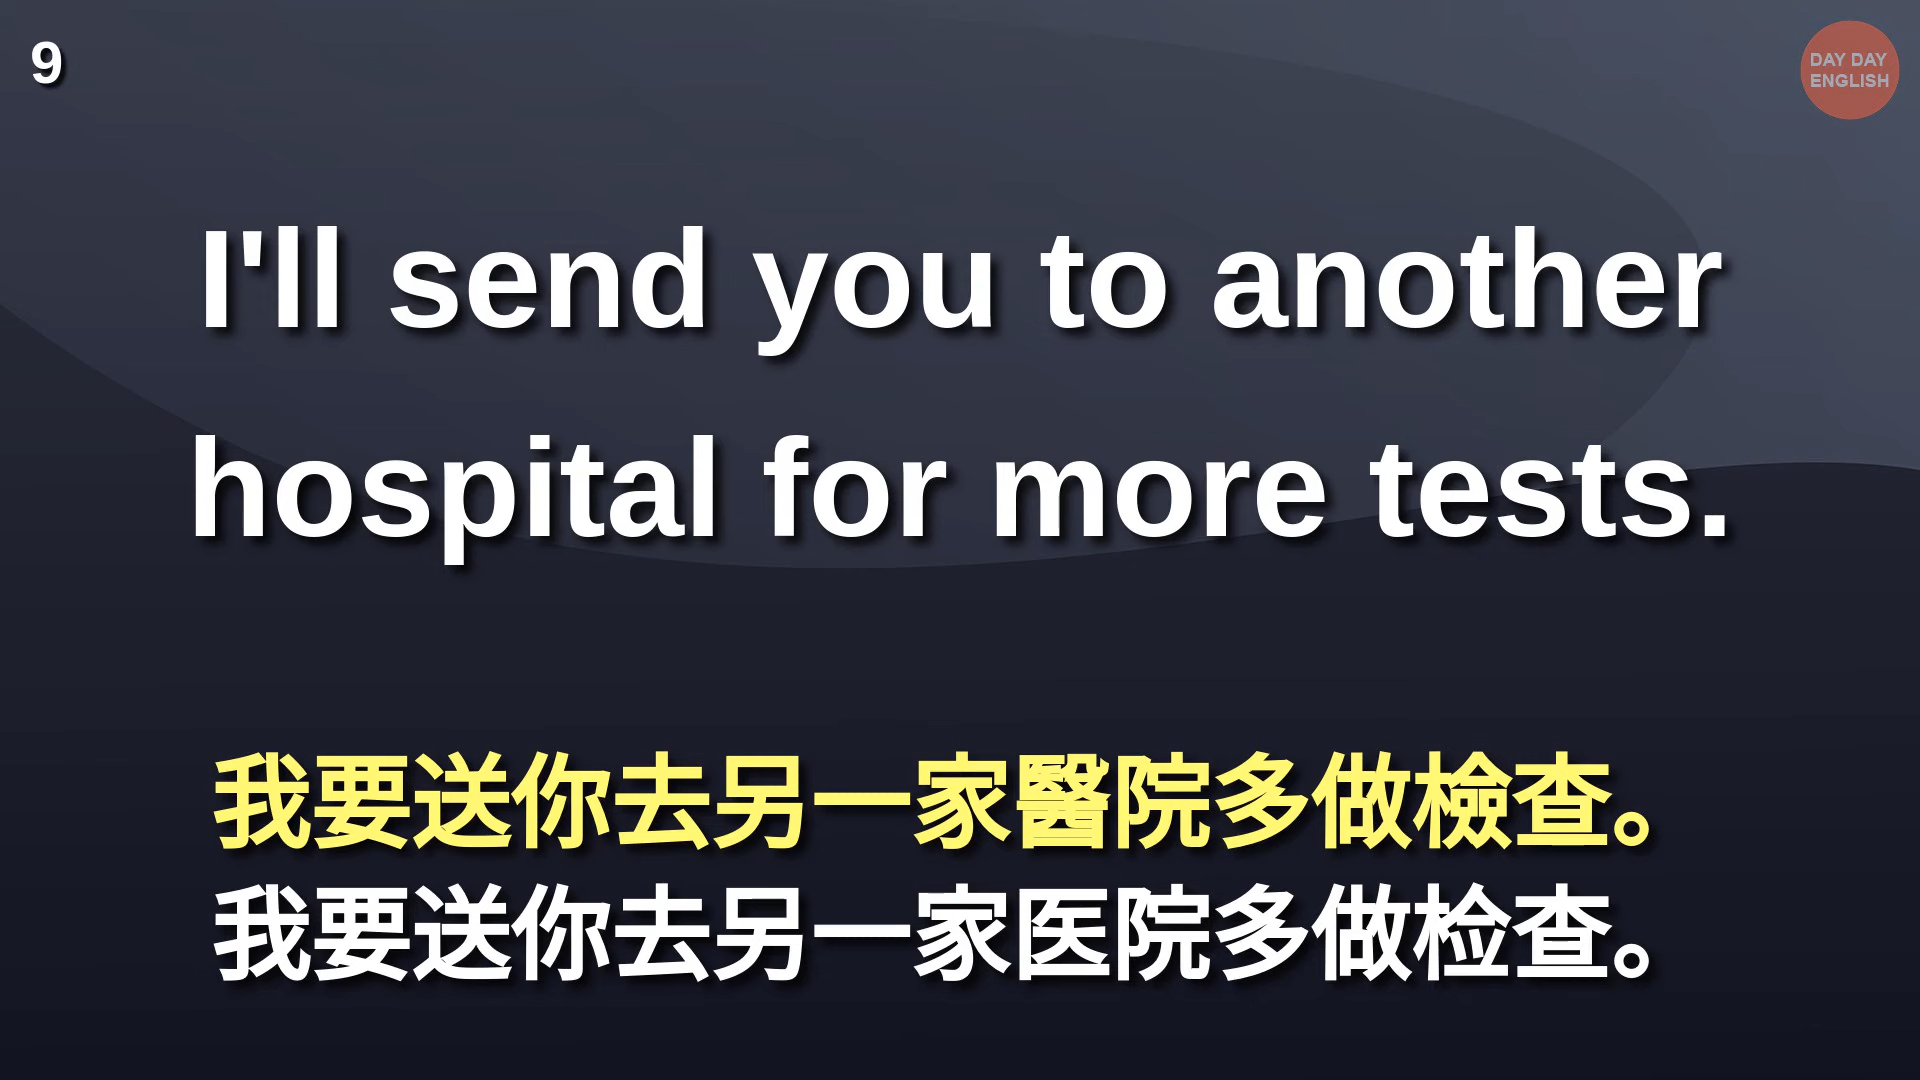 9
DAY DAY
ENGLISH
I'll send you to another
hospital for more tests.
我要送你去另一家醫院多做檢查。
我要送你去另一家医院多做检查。